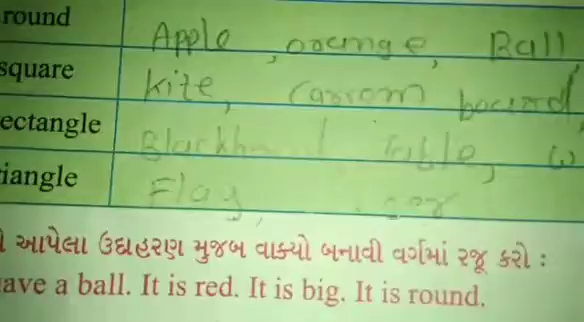 round Apple, orange, Ball,
square kite, Carrom board,
ectangle Blackb Table,
iangle Flag,
આપેલા ઉદાહરણ મુજબ વાક્યો બનાવી વર્ગમાં રજૂ કરો :
ave a ball. It is red. It is big. It is round.